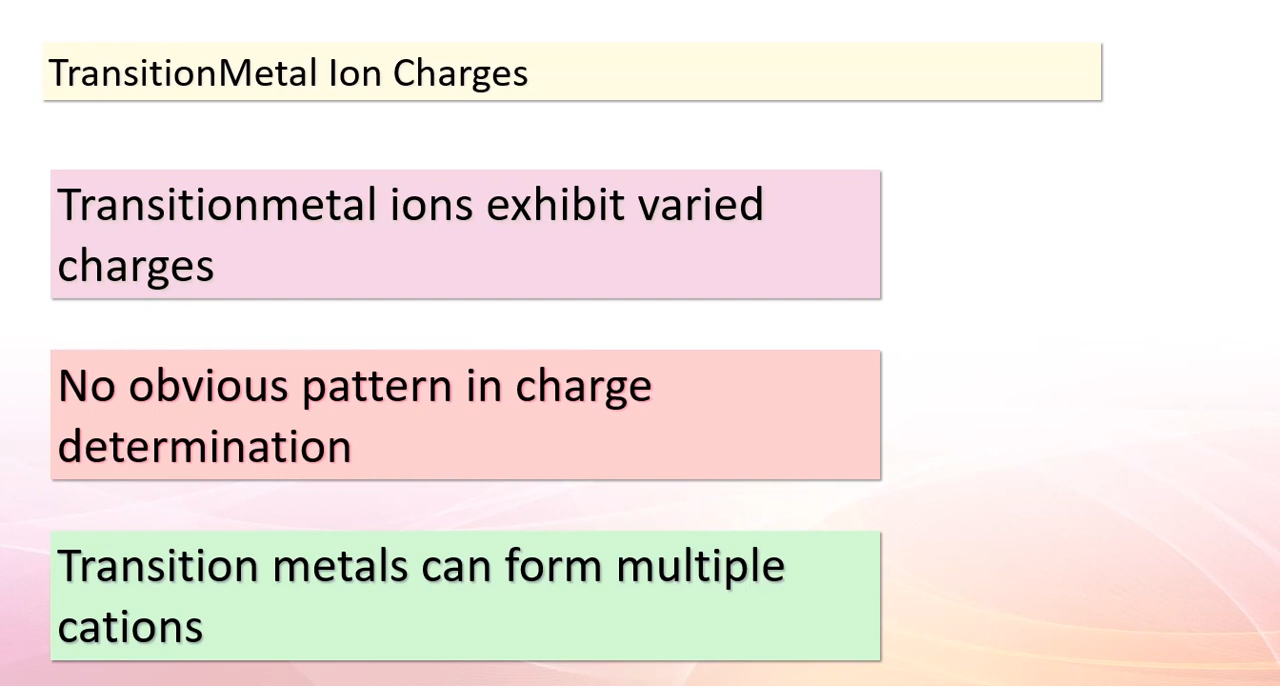 TransitionMetal Ion Charges
Transitionmetal ions exhibit varied
charges
No obvious pattern in charge
determination
Transition metals can form multiple
cations